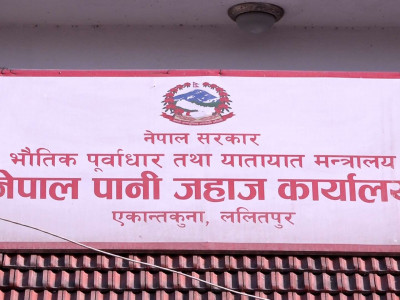 नेपाल सरकार
भौतिक पूर्वाधार तथा यातायात मन्त्रालय
नेपाल पानी जहाज कार्यालय
एकान्तकुना, ललितपुर